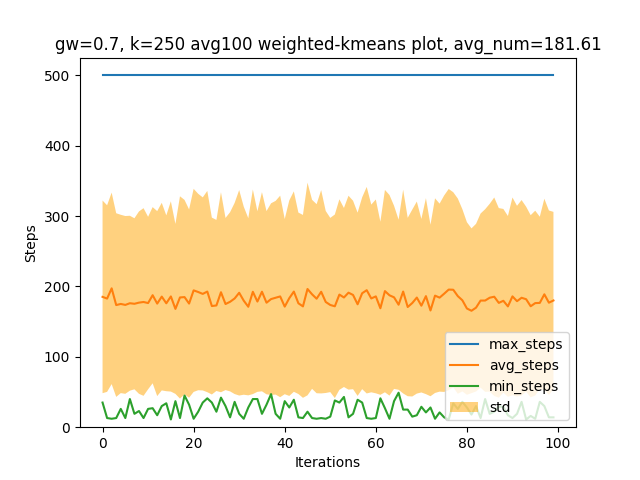 gw=0.7, k=250 avg100 weighted-kmeans plot, avg_num=181.61
500
400
300
200
100
0
Steps
0 20 40 60 80 100
Iterations
max_steps
avg_steps
min_steps
std